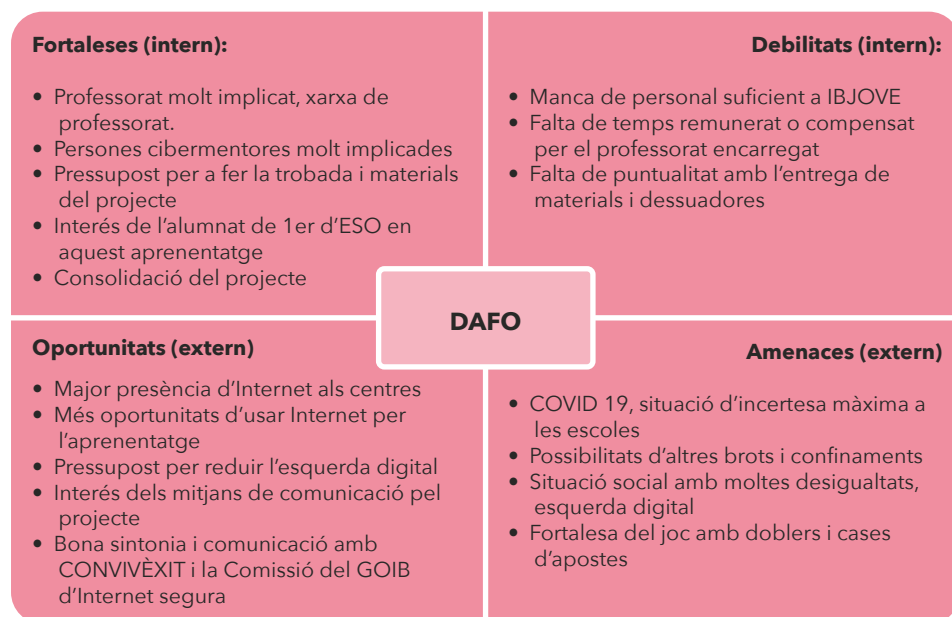 Fortaleses (intern):
• Professorat molt implicat, xarxa de
professorat.
• Persones cibermentores molt implicades
• Pressupost per a fer la trobada i materials
del projecte
• Interés de l'alumnat de 1er d'ESO en
aquest aprenentatge
• Consolidació del projecte
Debilitats (intern):
• Manca de personal suficient a IBJOVE
• Falta de temps remunerat o compensat
per el professorat encarregat
• Falta de puntualitat amb l'entrega de
materials i dessuadores
DAFO
Oportunitats (extern)
• Major presència d'Internet als centres
• Més oportunitats d'usar Internet per
l'aprenentatge
• Pressupost per reduir l'esquerda digital
• Interés dels mitjans de comunicació pel
projecte
• Bona sintonia i comunicació amb
CONVIVÈXIT i la Comissió del GOIB
d'Internet segura
Amenaces (extern)
• COVID 19, situació d'incertesa màxima a
les escoles
• Possibilitats d'altres brots i confinaments
• Situació social amb moltes desigualtats,
esquerda digital
• Fortalesa del joc amb doblers i cases
d'apostes